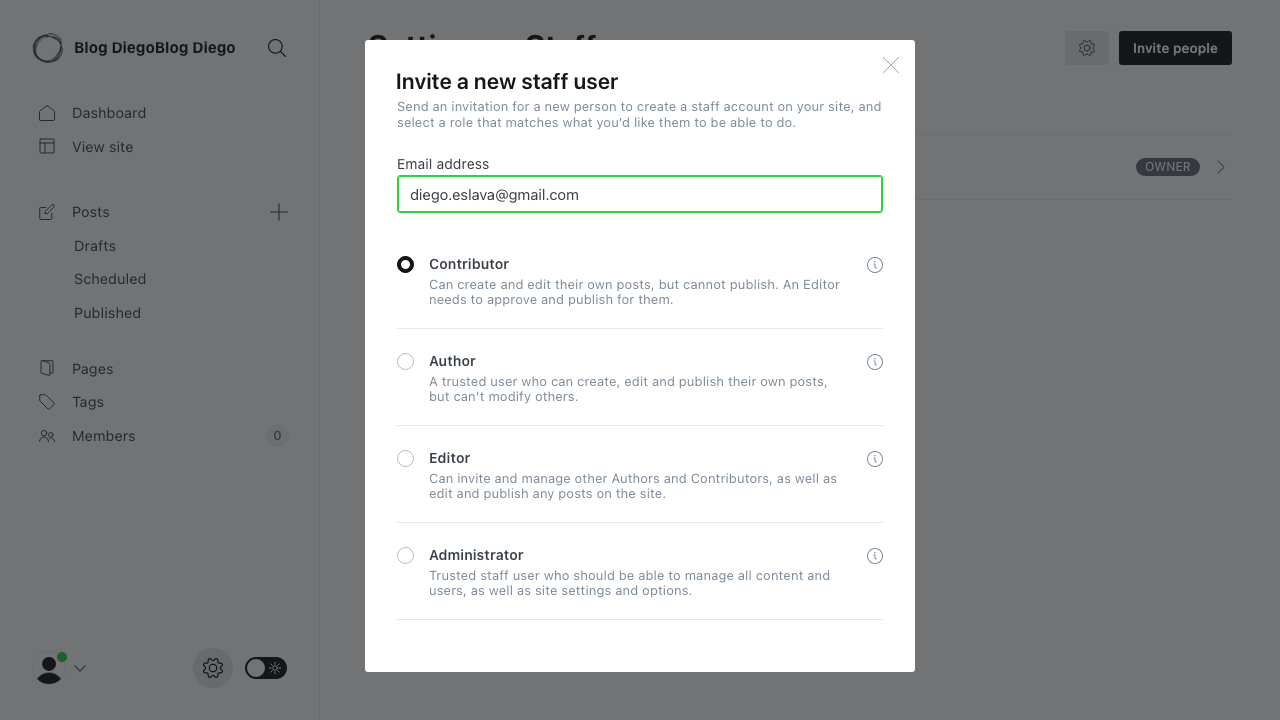 Blog DiegoBlog Diego
Dashboard
View site
Posts
Drafts
Scheduled
Published
Pages
Tags
Members
0
Invite people
OWNER
Invite a new staff user
Send an invitation for a new person to create a staff account on your site, and
select a role that matches what you'd like them to be able to do.
Email address
diego.eslava@gmail.com
Contributor
Can create and edit their own posts, but cannot publish. An Editor
needs to approve and publish for them.
Author
A trusted user who can create, edit and publish their own posts,
but can't modify others.
Editor
Can invite and manage other Authors and Contributors, as well as
edit and publish any posts on the site.
Administrator
Trusted staff user who should be able to manage all content and
users, as well as site settings and options.